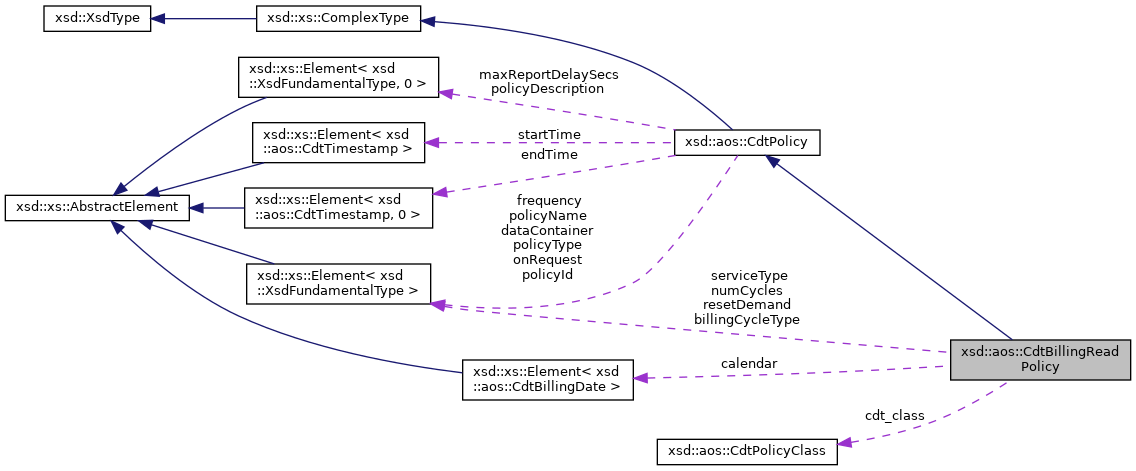 xsd::XsdType
xsd::xs::ComplexType
xsd::xs::Element< xsd
::XsdFundamentalType, 0 >
maxReportDelaySecs
policyDescription
xsd::xs::Element< xsd
::aos::CdtTimestamp >
startTime
xsd::aos::CdtPolicy
endTime
xsd::xs::AbstractElement
xsd::xs::Element< xsd
::aos::CdtTimestamp, 0 >
frequency
policyName
dataContainer
policyType
onRequest
policyId
xsd::xs::Element< xsd
::XsdFundamentalType >
serviceType
numCycles
resetDemand
billingCycleType
xsd::aos::CdtBillingRead
Policy
xsd::xs::Element< xsd
::aos::CdtBillingDate >
calendar
cdt_class
xsd::aos::CdtPolicyClass